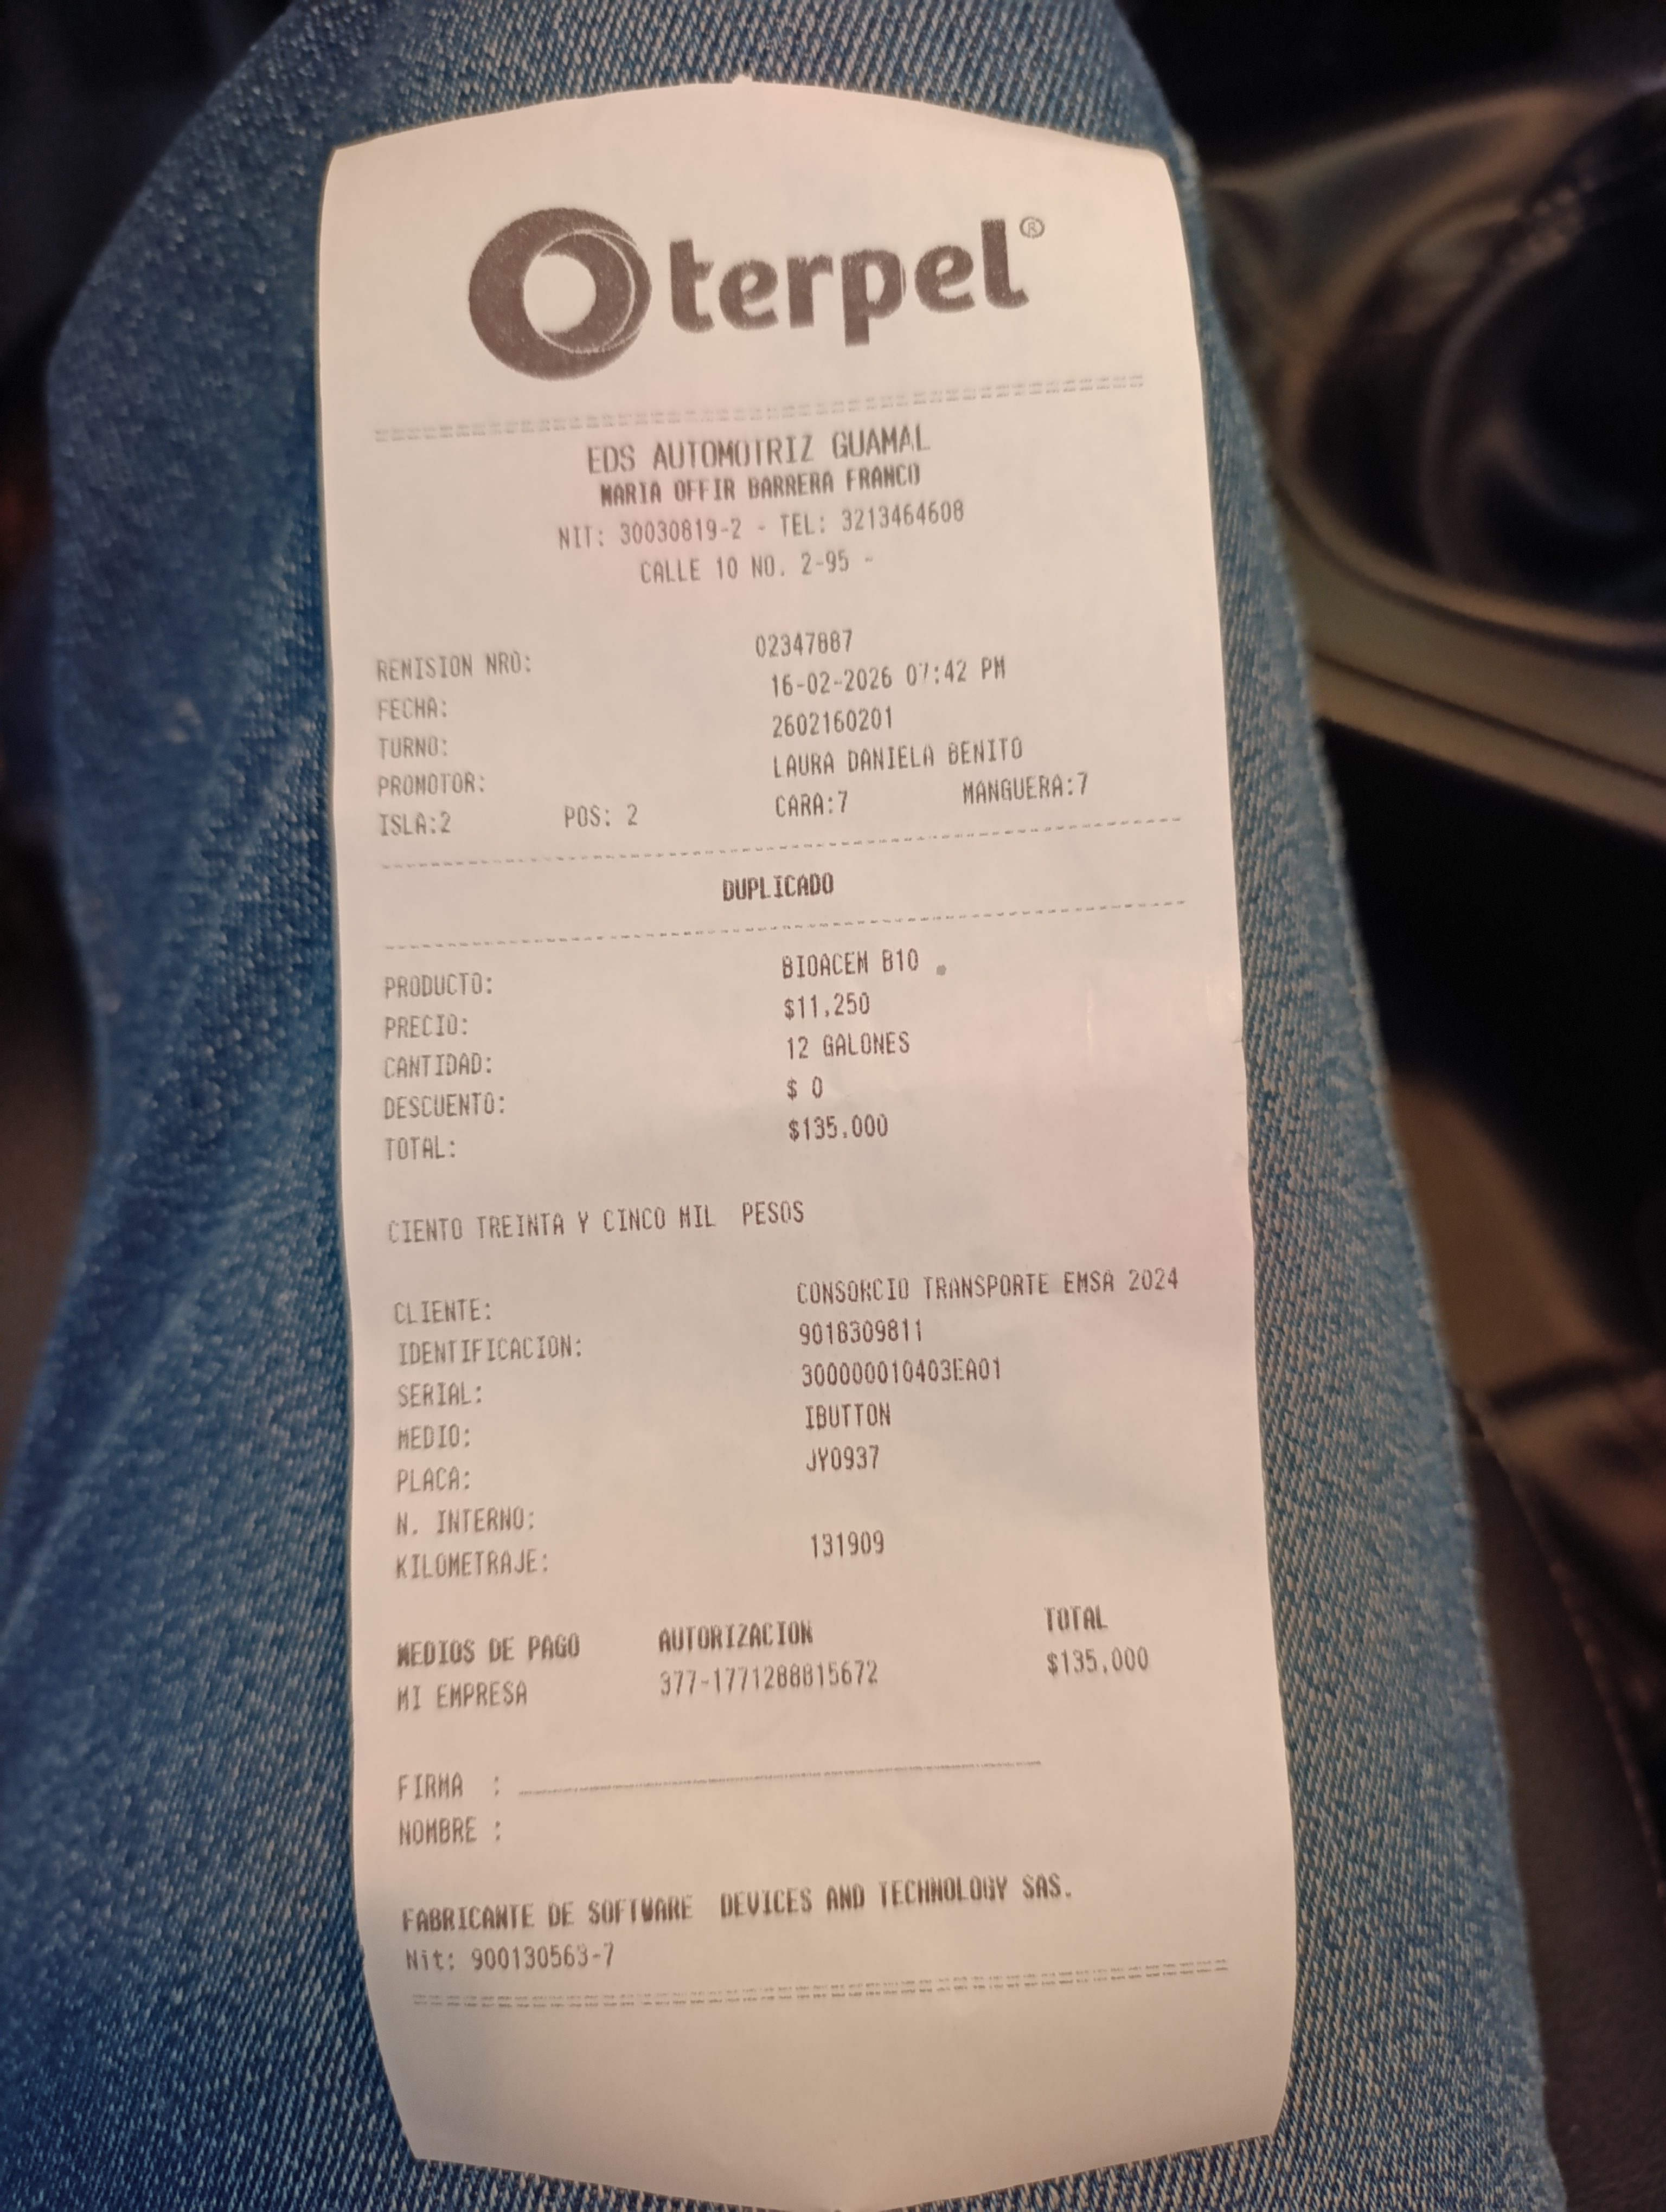 terpel®
EDS AUTOMOTRIZ GUAMAL
MARIA OFFIR BARRERA FRANCO
NIT: 30030819-2 - TEL: 3213464608
CALLE 10 NO. 2-95 -
REMISION NRO: 02347887
FECHA: 16-02-2026 07:42 PM
TURNO: 2602160201
PROMOTOR: LAURA DANIELA BENITO
ISLA:2 POS: 2 CARA:7 MANGUERA:7
DUPLICADO
PRODUCTO: BIOACEM B10
PRECIO: $11,250
CANTIDAD: 12 GALONES
DESCUENTO: $ 0
TOTAL: $135.000
CIENTO TREINTA Y CINCO MIL PESOS
CLIENTE: CONSORCIO TRANSPORTE EMSA 2024
IDENTIFICACION: 9018309811
SERIAL: 300000010403EA01
MEDIO: IBUTTON
PLACA: JYO937
N. INTERNO:
KILOMETRAJE: 131909
MEDIOS DE PAGO AUTORIZACION TOTAL
MI EMPRESA 377-1771288815672 $135.000
FIRMA :
NOMBRE :
FABRICANTE DE SOFTWARE DEVICES AND TECHNOLOGY SAS.
Nit: 900130563-7